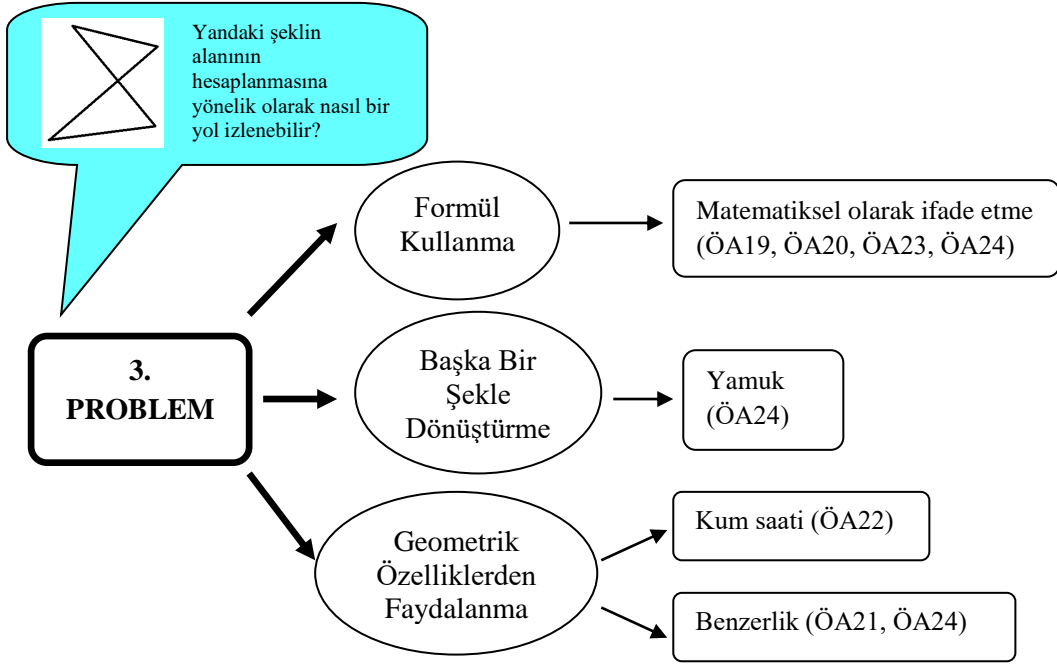 Yandaki şeklin
alanının
hesaplanmasına
yönelik olarak nasıl bir
yol izlenebilir?
Formül
Kullanma
Matematiksel olarak ifade etme
(ÖA19, ÖA20, ÖA23, ÖA24)
3.
PROBLEM
Başka Bir
Şekle
Dönüştürme
Yamuk
(ÖA24)
Geometrik
Özelliklerden
Faydalanma
Kum saati (ÖA22)
Benzerlik (ÖA21, ÖA24)